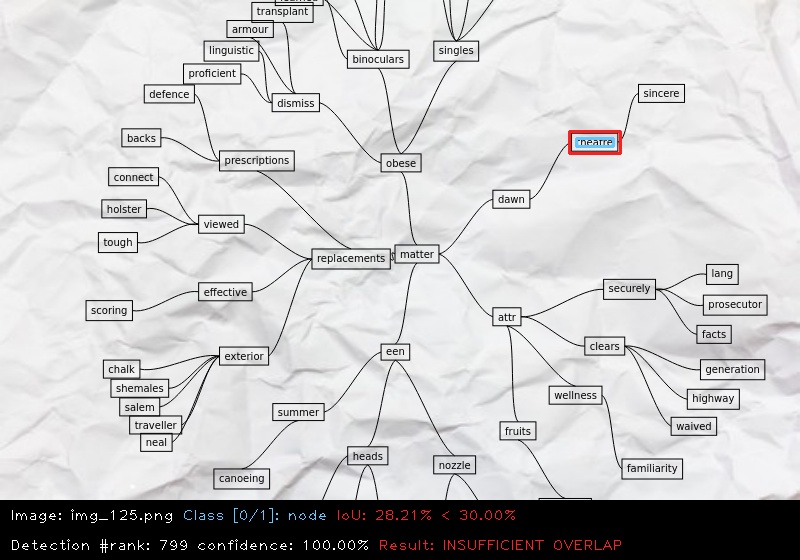 transplant
armour
linguistic
binoculars
singles
proficient
defence
dismiss
sincere
backs
prescriptions
obese
connect
dawn
holster
viewed
tough
replacements
matter
lang
securely
effective
prosecutor
scoring
attr
facts
een
clears
exterior
chalk
generation
shemales
wellness
highway
salem
summer
traveller
waived
neal
fruits
heads
nozzle
familiarity
canoeing
Image: img_125.png Class [0/1]: node IoU: 28.21% < 30.00%
Detection #rank: 799 confidence: 100.00% Result: INSUFFICIENT OVERLAP